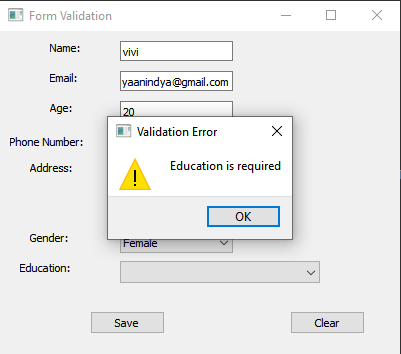 Form Validation
Name:
vivi
Email:
yaanindya@gmail.com
Age:
20
Validation Error
Phone Number:
Address:
Education is required
OK
Gender:
Female
Education:
Save
Clear